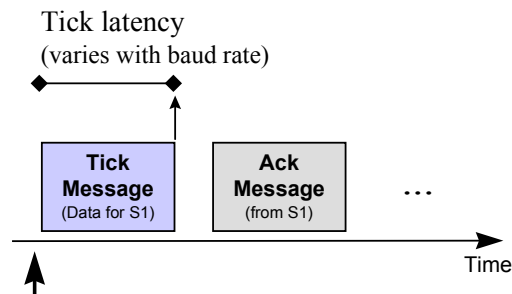 Tick latency
(varies with baud rate)
Tick
Message
(Data for S1)
Ack
Message
(from S1)
...
Time